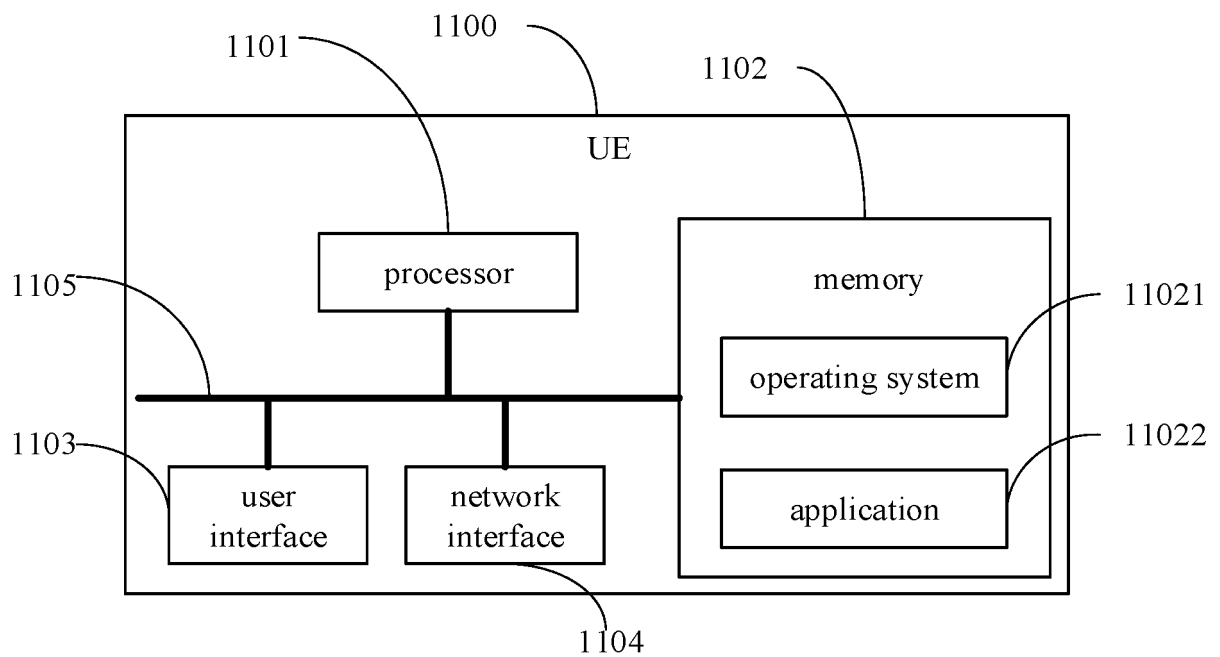 1100
1101
1102
UE
processor
memory
1105
11021
operating system
11022
1103
user
interface
network
interface
application
1104